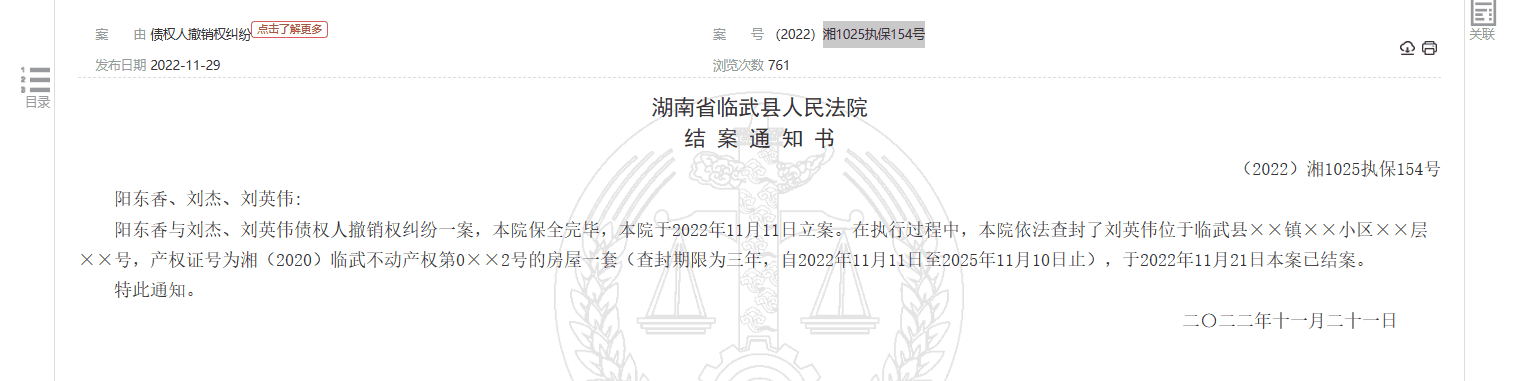 案 由 债权人撤销权纠纷 点击了解更多
案 号 (2022) 湘1025执保154号
发布日期 2022-11-29
浏览次数 761
关联
1
2
3
目录
湖南省临武县人民法院
结 案 通 知 书
（2022）湘1025执保154号
阳东香、刘杰、刘英伟:
阳东香与刘杰、刘英伟债权人撤销权纠纷一案，本院保全完毕，本院于2022年11月11日立案。在执行过程中，本院依法查封了刘英伟位于临武县××镇××小区××层
××号，产权证号为湘（2020）临武不动产权第0××2号的房屋一套（查封期限为三年，自2022年11月11日至2025年11月10日止），于2022年11月21日本案已结案。
特此通知。
二〇二二年十一月二十一日